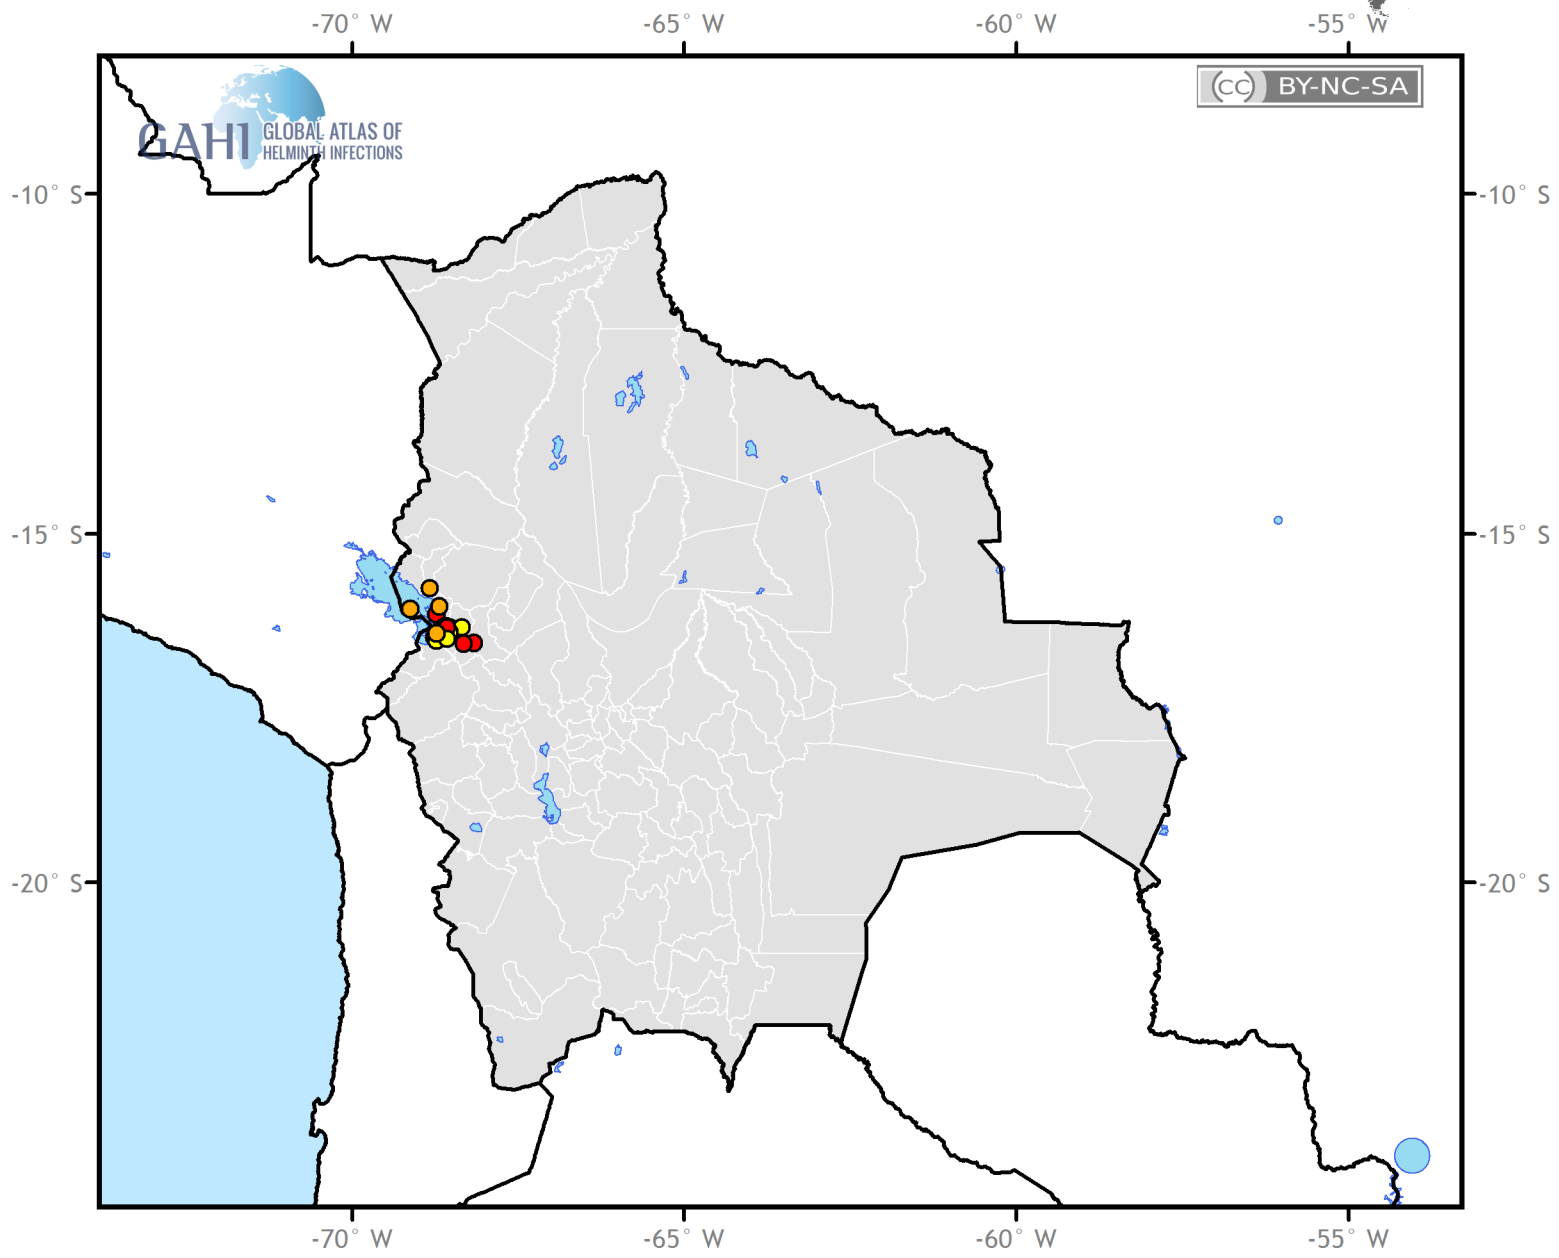 -70° W -65° W -60° W -55° W
GAHI GLOBAL ATLAS OF
HELMINTH INFECTIONS
CC BY-NC-SA
-10° S -10° S
-15° S -15° S
-20° S -20° S
-70° W -65° W -60° W -55° W